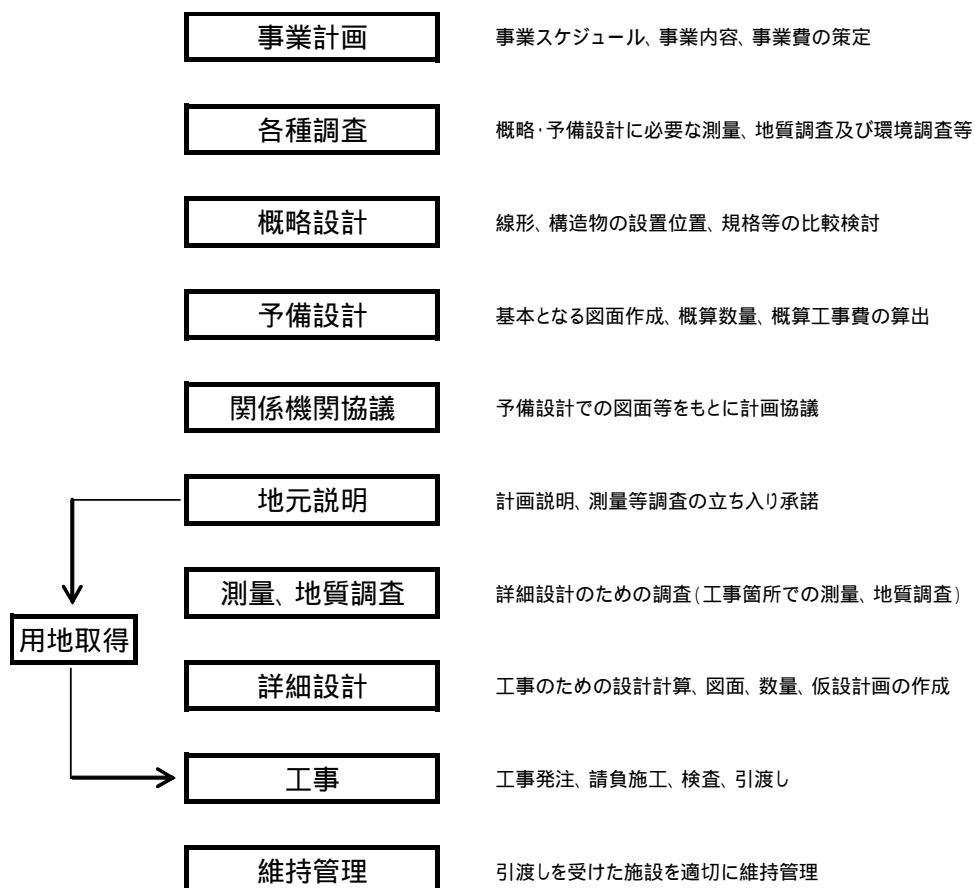 事業計画
事業スケジュール、事業内容、事業費の策定
各種調査
概略・予備設計に必要な測量、地質調査及び環境調査等
概略設計
線形、構造物の設置位置、規格等の比較検討
予備設計
基本となる図面作成、概算数量、概算工事費の算出
関係機関協議
予備設計での図面等をもとに計画協議
地元説明
計画説明、測量等調査の立ち入り承諾
測量、地質調査
詳細設計のための調査(工事箇所での測量、地質調査)
用地取得
詳細設計
工事のための設計計算、図面、数量、仮設計画の作成
工事
工事発注、請負施工、検査、引渡し
維持管理
引渡しを受けた施設を適切に維持管理